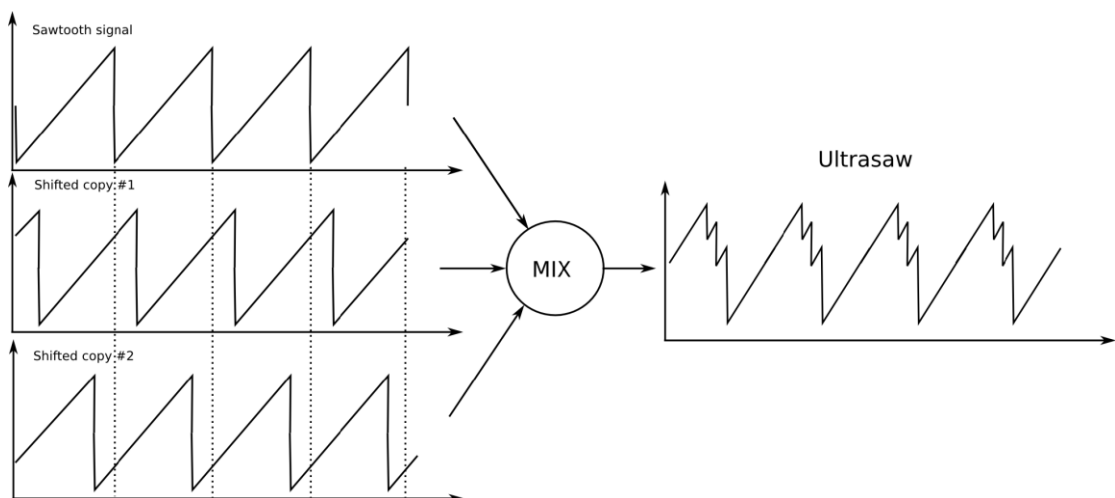 Sawtooth signal
Shifted copy #1
Shifted copy #2
MIX
Ultrasaw